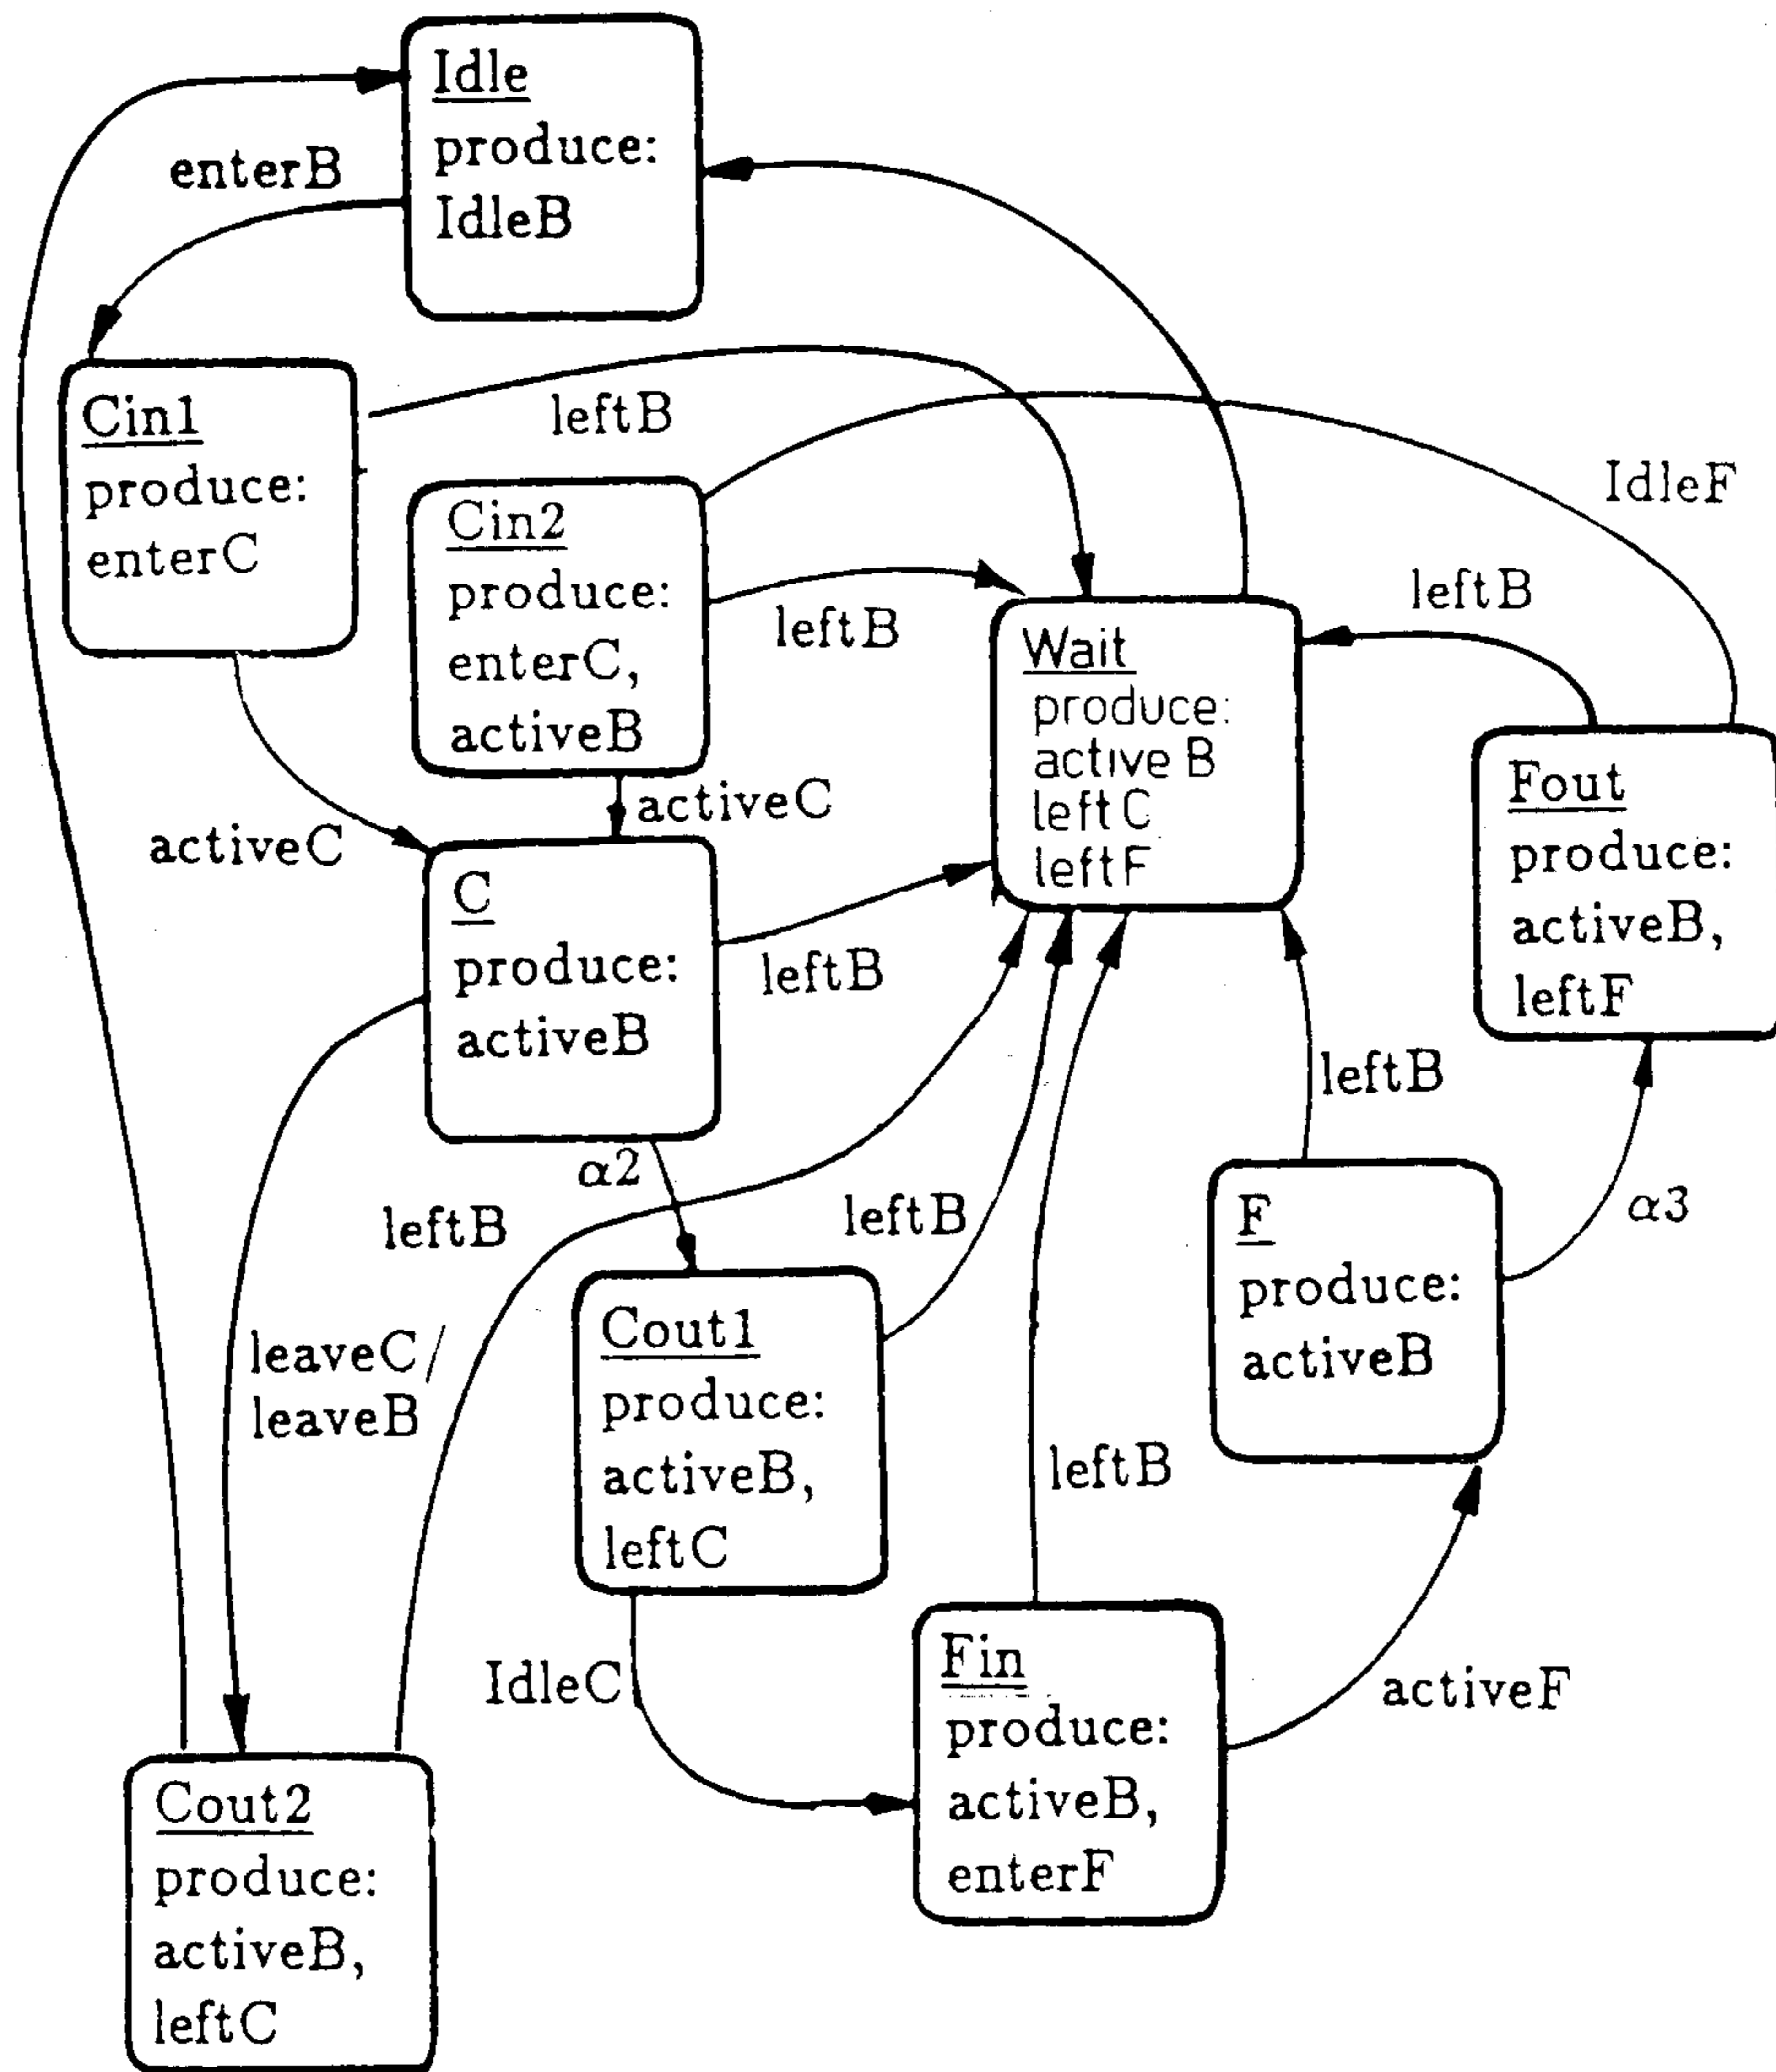 Idle
produce:
IdleB
enterB
Cin1
produce:
enterC
leftB
IdleF
Cin2
produce:
enterC,
activeB
leftB
leftB
Wait
produce:
active B
left C
leftF
Fout
produce:
activeB,
leftF
activeC
activeC
C
produce:
activeB
leftB
leftB
α2
leftB
leftB
F
produce:
activeB
α3
leaveC/
leaveB
Cout1
produce:
activeB,
leftC
leftB
IdleC
Fin
produce:
activeB,
enterF
activeF
Cout2
produce:
activeB,
leftC